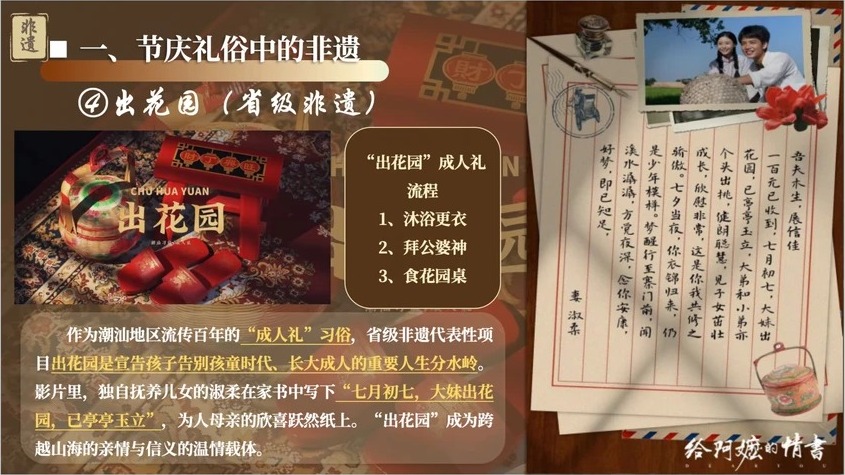 非遗
一、节庆礼俗中的非遗
④出花园（省级非遗）
財丁兩旺
CHU HUA YUAN
出花园
“出花园”成人礼
流程
1、沐浴更衣
2、拜公婆神
3、食花园桌
作为潮汕地区流传百年的“成人礼”习俗，省级非遗代表性项
目出花园是宣告孩子告别孩童时代、长大成人的重要人生分水岭。
影片里，独自抚养儿女的淑柔在家书中写下“七月初七，大妹出花
园，已亭亭玉立”，为人母亲的欣喜跃然纸上。“出花园”成为跨
越山海的亲情与信义的温情载体。
吾夫木生，展信佳
一百元已收到，七月初七，大妹出
花园，已亭亭玉立，大弟和小弟亦
个头出挑，健朗聪慧，见子女茁壮
成长，欣慰非常，这是你我共修之
骄傲。七夕当夜，你衣锦归来，仍
是少年模样。梦醒行至寨门前，闻
溪水潺潺，方觉夜深，念你安康，
好梦，即已知足，
妻 淑柔
给阿嬷的情书